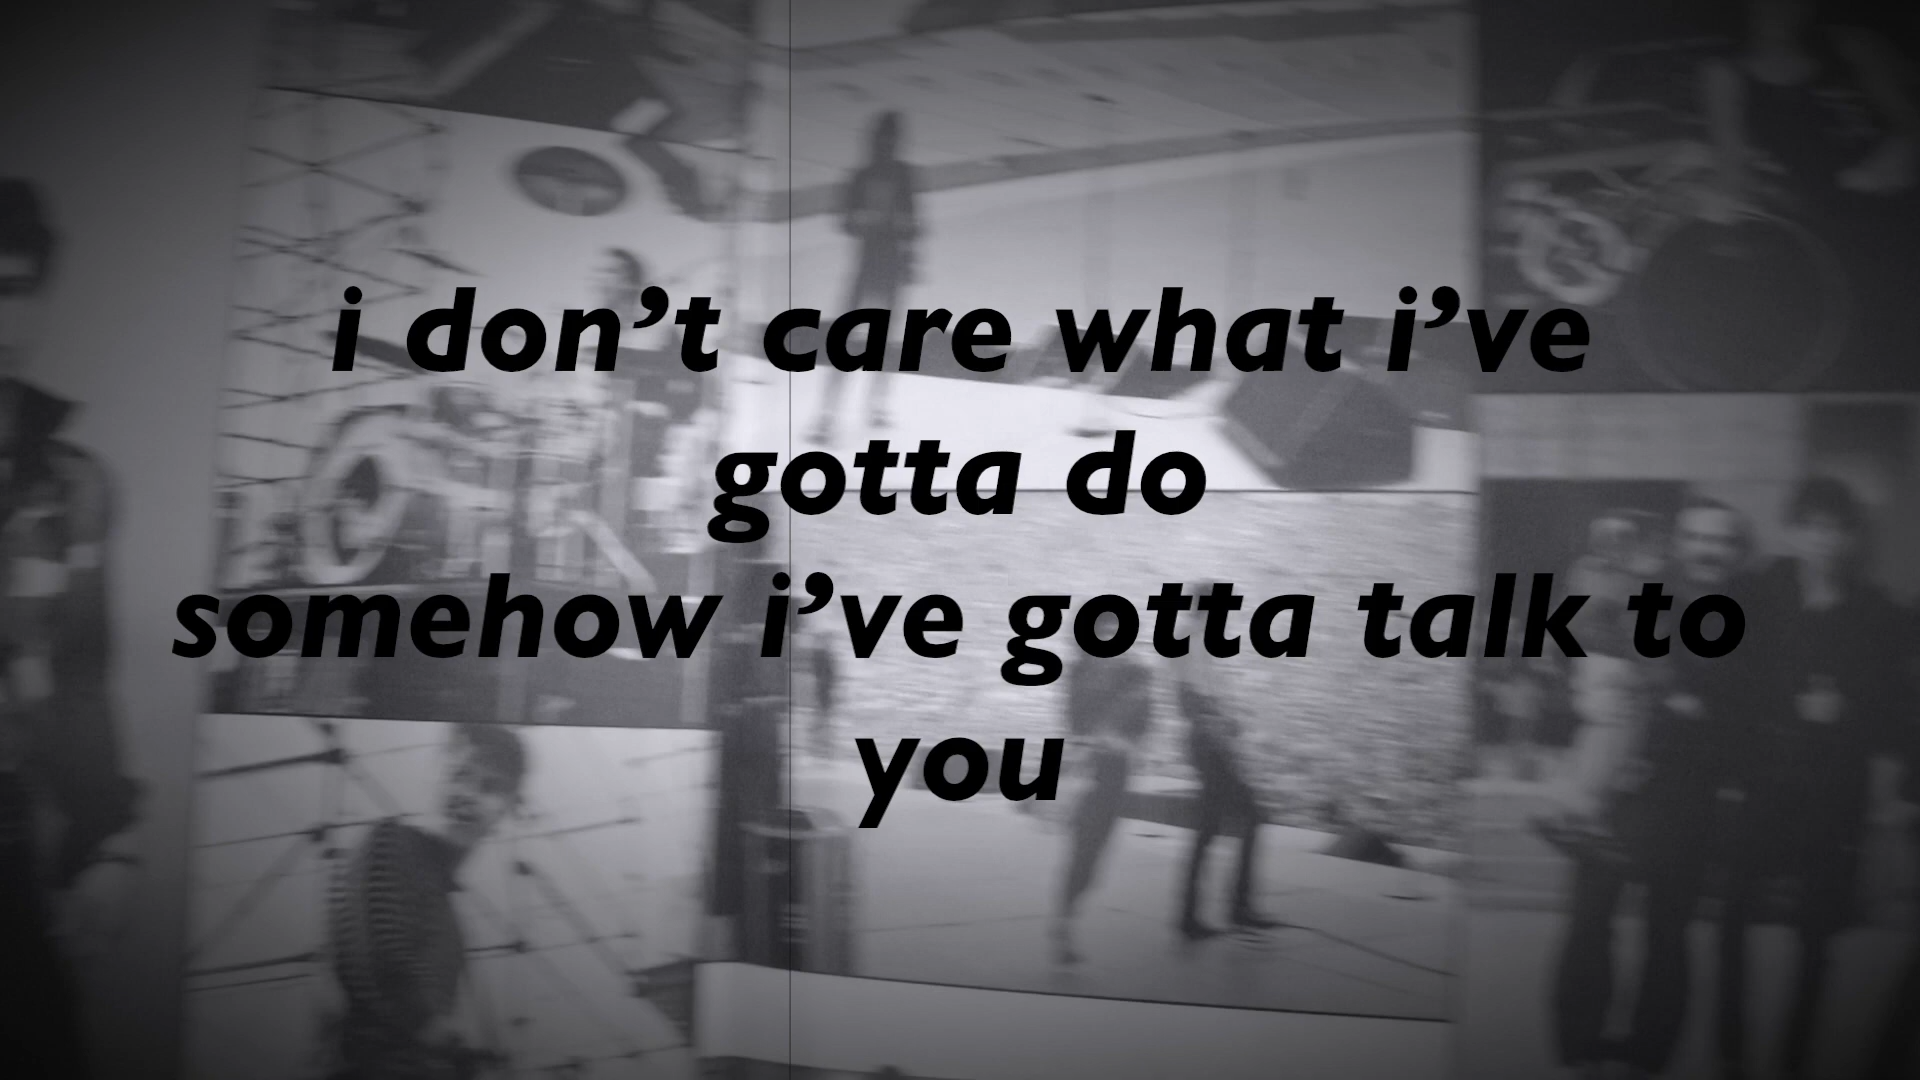 i don’t care what i’ve
gotta do
somehow i’ve gotta talk to
you